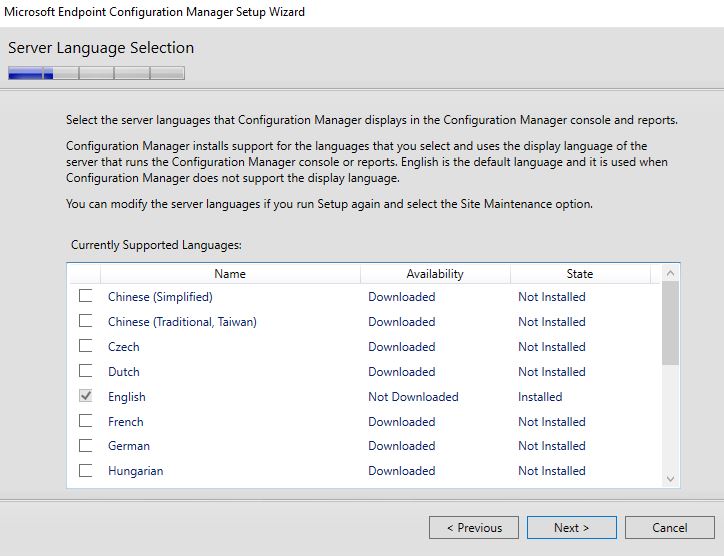 Microsoft Endpoint Configuration Manager Setup Wizard
Server Language Selection
Select the server languages that Configuration Manager displays in the Configuration Manager console and reports.
Configuration Manager installs support for the languages that you select and uses the display language of the
server that runs the Configuration Manager console or reports. English is the default language and it is used when
Configuration Manager does not support the display language.
You can modify the server languages if you run Setup again and select the Site Maintenance option.
Currently Supported Languages:
Name Availability State
Chinese (Simplified) Downloaded Not Installed
Chinese (Traditional, Taiwan) Downloaded Not Installed
Czech Downloaded Not Installed
Dutch Downloaded Not Installed
English Not Downloaded Installed
French Downloaded Not Installed
German Downloaded Not Installed
Hungarian Downloaded Not Installed
< Previous Next > Cancel